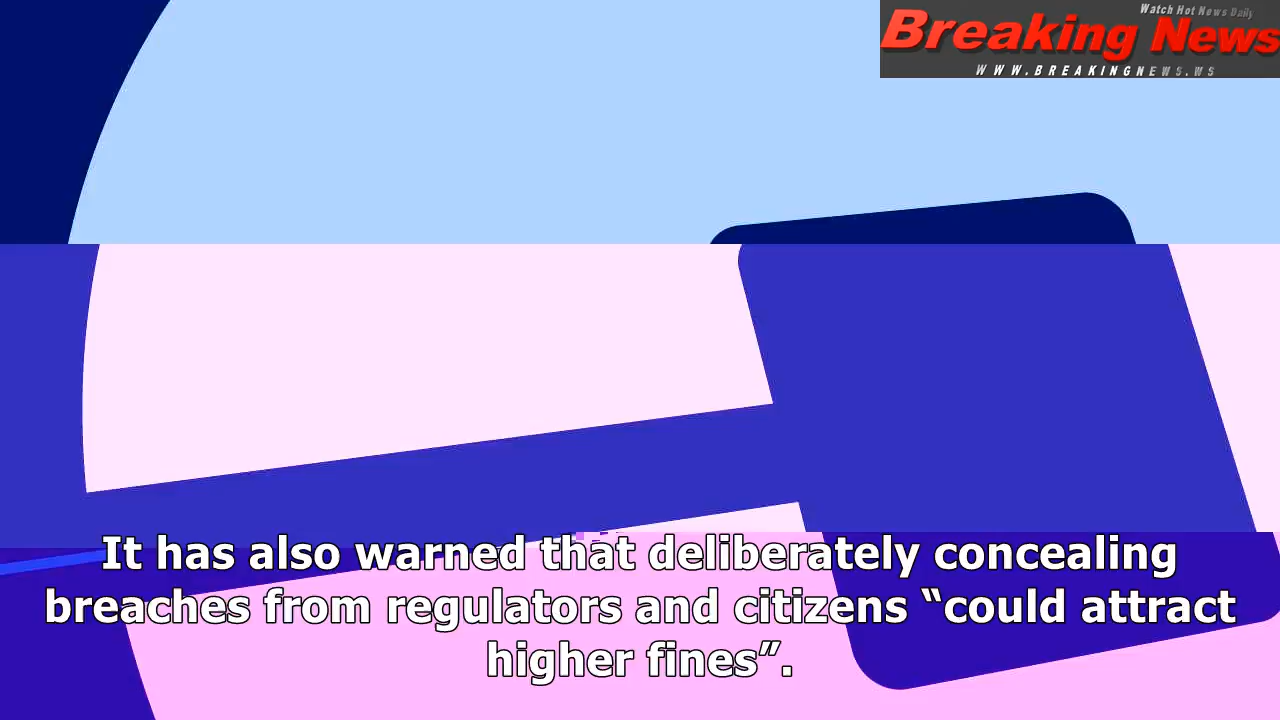 Watch Hot News Daily
Breaking News
WWW.BREAKINGNEWS.WS
It has also warned that deliberately concealing
breaches from regulators and citizens “could attract
higher fines”.